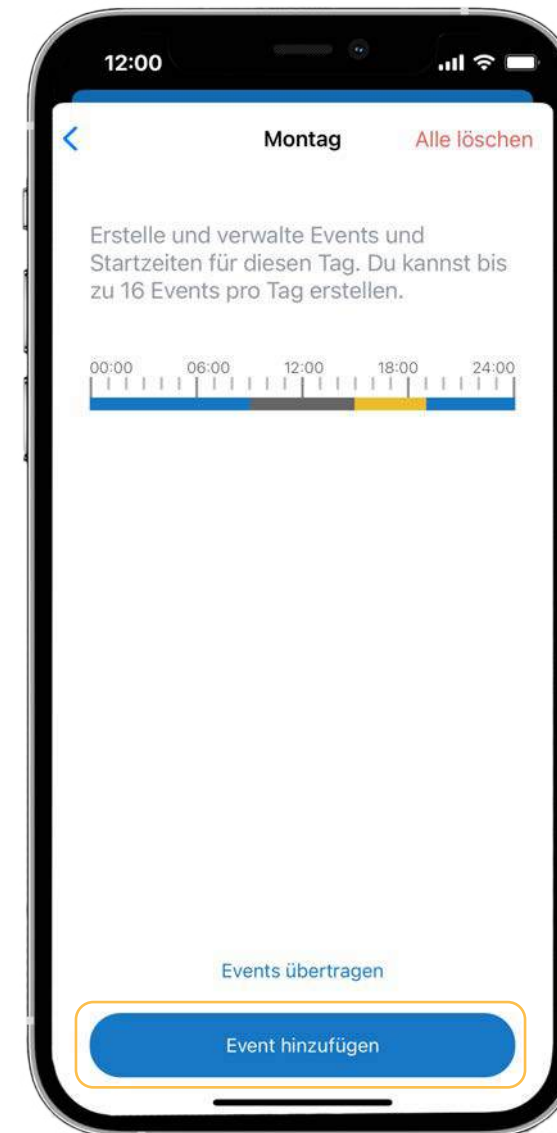 12:00
Montag
Alle löschen
Erstelle und verwalte Events und
Startzeiten für diesen Tag. Du kannst bis
zu 16 Events pro Tag erstellen.
00:00 06:00 12:00 18:00 24:00
Events übertragen
Event hinzufügen